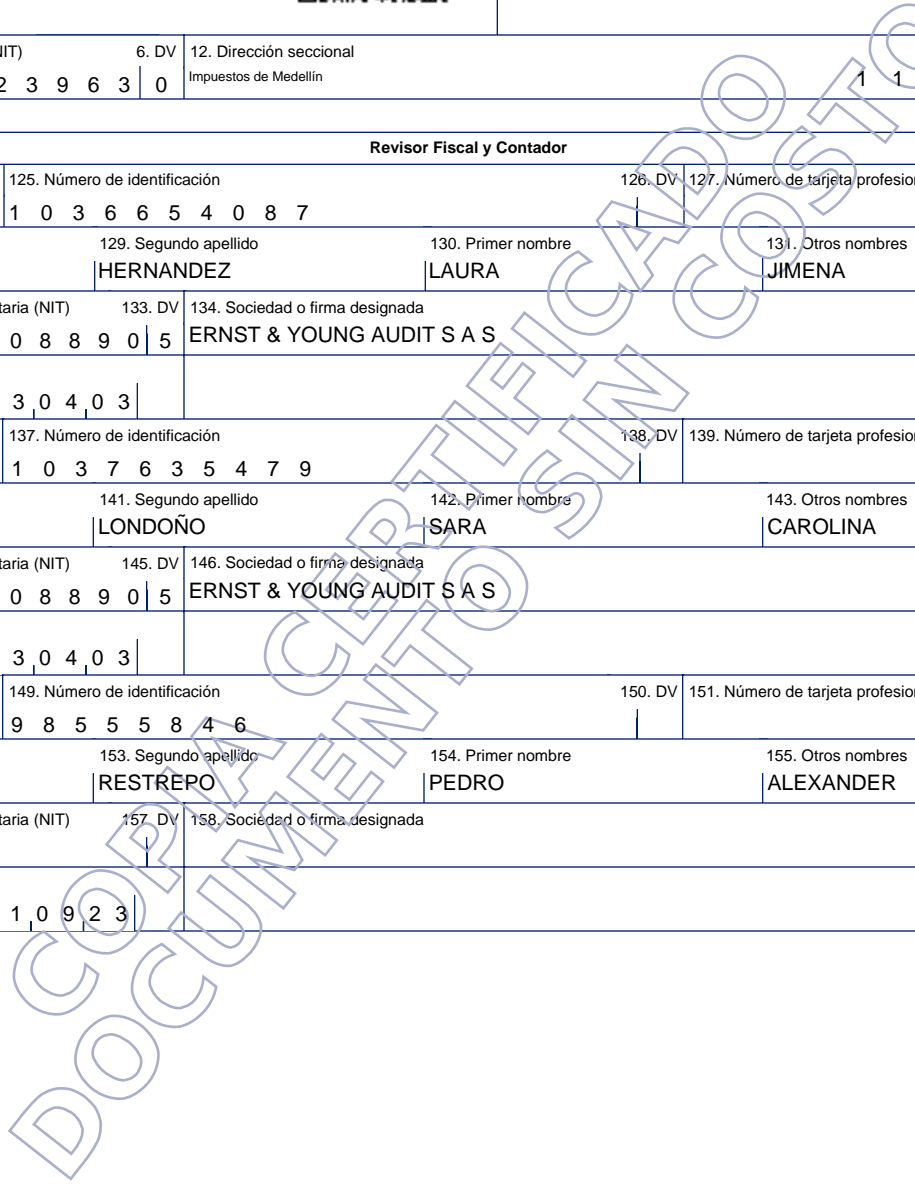 NIT) 6. DV 12. Dirección seccional
2 3 9 6 3 0 Impuestos de Medellín 1 1
Revisor Fiscal y Contador
125. Número de identificación 126. DV 127. Número de tarjeta profesion
1 0 3 6 6 5 4 0 8 7
129. Segundo apellido 130. Primer nombre 131. Otros nombres
HERNANDEZ LAURA JIMENA
taria (NIT) 133. DV 134. Sociedad o firma designada
0 8 8 9 0 5 ERNST & YOUNG AUDIT S A S
3 0 4 0 3
137. Número de identificación 138. DV 139. Número de tarjeta profesion
1 0 3 7 6 3 5 4 7 9
141. Segundo apellido 142. Primer nombre 143. Otros nombres
LONDOÑO SARA CAROLINA
taria (NIT) 145. DV 146. Sociedad o firma designada
0 8 8 9 0 5 ERNST & YOUNG AUDIT S A S
3 0 4 0 3
149. Número de identificación 150. DV 151. Número de tarjeta profesion
9 8 5 5 5 8 4 6
153. Segundo apellido 154. Primer nombre 155. Otros nombres
RESTREPO PEDRO ALEXANDER
taria (NIT) 157. DV 158. Sociedad o firma designada
1 0 9 2 3
COPIA CERTIFICADO
DOCUMENTO SIN COSTO